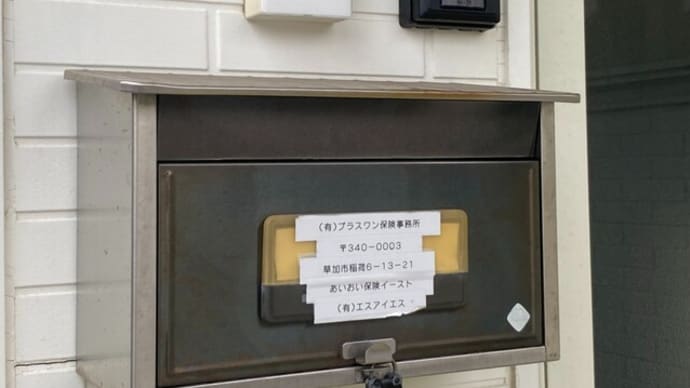 (有)プラスワン保険事務所
〒340-0003
草加市稲荷6-13-21
あいおい保険イースト
(有)エスアイエス